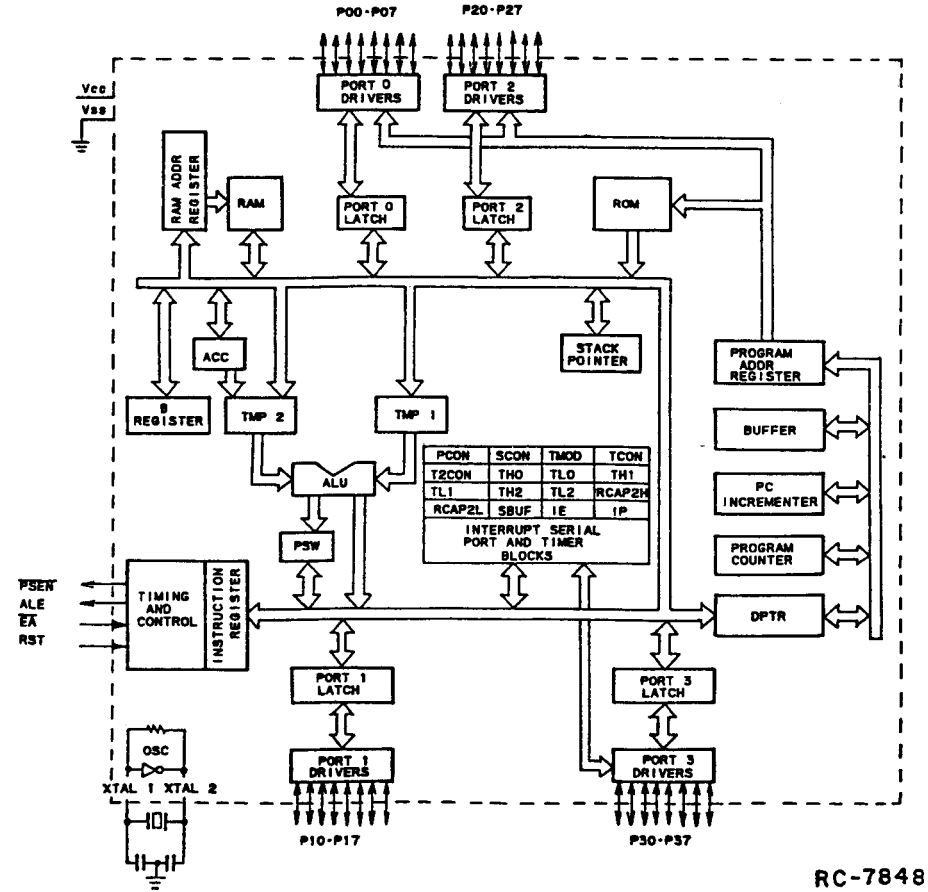 P00-P07
P20-P27
Vcc
Vss
PORT 0
DRIVERS
PORT 2
DRIVERS
RAM ADDR
REGISTER
RAM
PORT 0
LATCH
PORT 2
LATCH
ROM
ACC
STACK
POINTER
PROGRAM
ADDR
REGISTER
B
REGISTER
TMP 2
TMP 1
BUFFER
PCON SCON TMOD TCON
T2CON TH0 TL0 TH1
TL1 TH2 TL2 RCAP2H
RCAP2L SBUF IE IP
INTERRUPT SERIAL
PORT AND TIMER
BLOCKS
ALU
PC
INCREMENTER
PSW
PROGRAM
COUNTER
PSEN
ALE
EA
RST
TIMING
AND
CONTROL
INSTRUCTION
REGISTER
DPTR
PORT 1
LATCH
PORT 3
LATCH
OSC
XTAL 1 XTAL 2
PORT 1
DRIVERS
PORT 3
DRIVERS
P10-P17
P30-P37
RC-7848